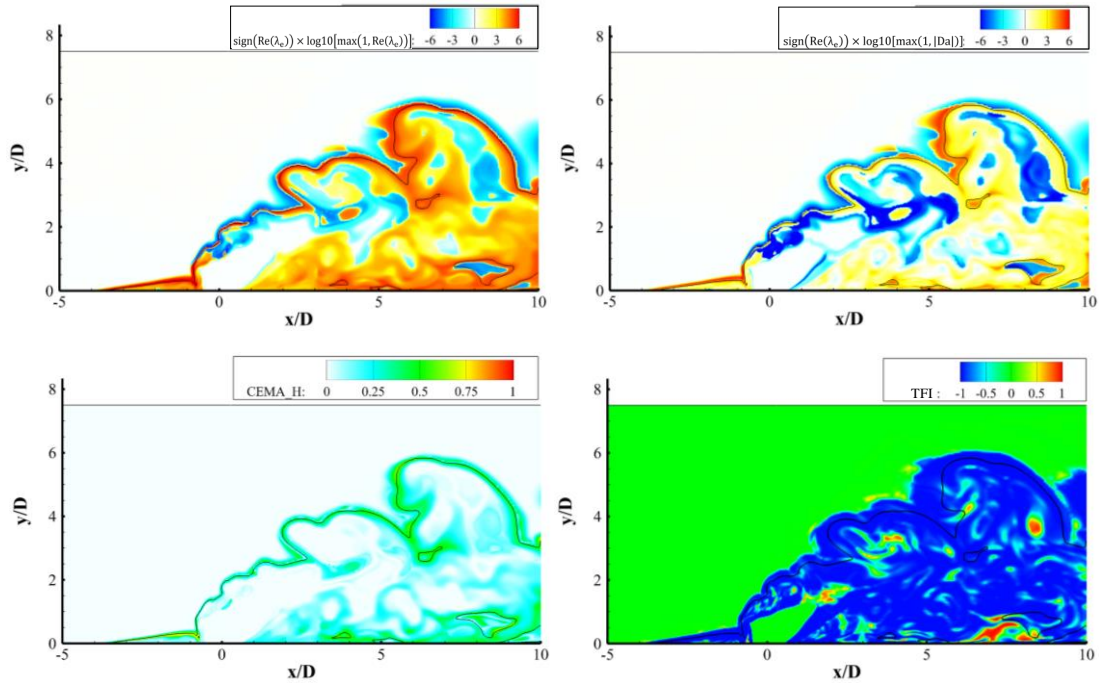 sign(Re(λₑ)) × log10[max(1, Re(λₑ))]: -6 -3 0 3 6
8
6
4
2
0
y/D
-5 0 5 10
x/D
sign(Re(λₑ)) × log10[max(1, |Da|)]: -6 -3 0 3 6
8
6
4
2
0
y/D
-5 0 5 10
x/D
CEMA_H: 0 0.25 0.5 0.75 1
8
6
4
2
0
y/D
-5 0 5 10
x/D
TFI : -1 -0.5 0 0.5 1
8
6
4
2
0
y/D
-5 0 5 10
x/D